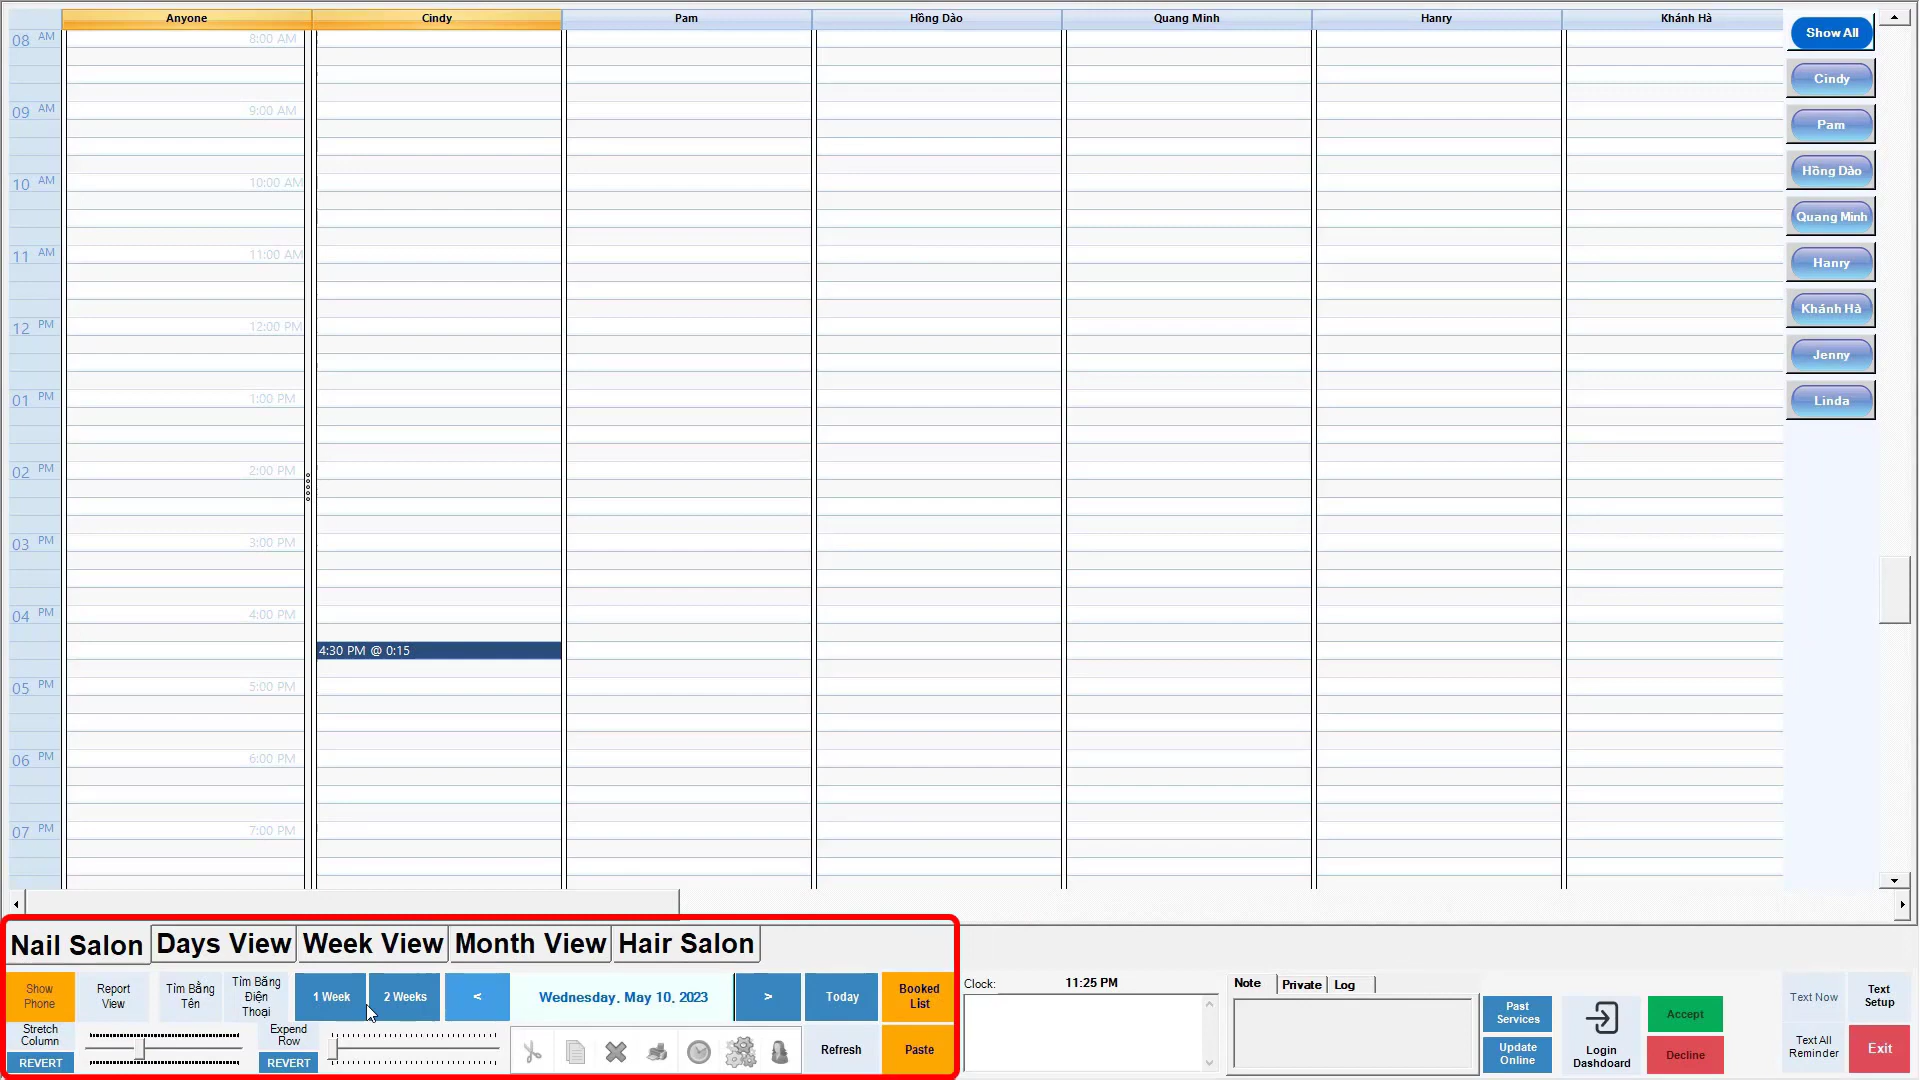 Anyone Cindy Pam Hồng Dào Quang Minh Hanry Khánh Hà
Show All
Cindy
Pam
Hồng Dào
Quang Minh
Hanry
Khánh Hà
Jenny
Linda
08 AM 8:00 AM
09 AM 9:00 AM
10 AM 10:00 AM
11 AM 11:00 AM
12 PM 12:00 PM
01 PM 1:00 PM
02 PM 2:00 PM
03 PM 3:00 PM
04 PM 4:00 PM
4:30 PM @ 0:15
05 PM 5:00 PM
06 PM 6:00 PM
07 PM 7:00 PM
Nail Salon Days View Week View Month View Hair Salon
Show
Phone
Report
View
Tìm Bằng
Tên
Tìm Bằng
Điện
Thoại
1 Week
2 Weeks
<
Wednesday, May 10, 2023
>
Today
Booked
List
Stretch
Column
REVERT
Expend
Row
REVERT
Refresh
Paste
Clock: 11:25 PM
Note Private Log
Past
Services
Update
Online
Login
Dashdoard
Accept
Decline
Text Now
Text
Setup
Text All
Reminder
Exit